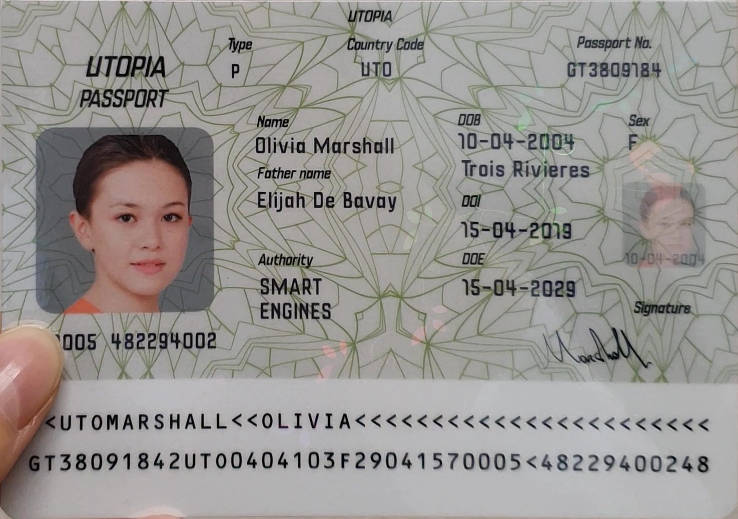 UTOPIA
UTOPIA
PASSPORT
Type
P
Country Code
UTO
Passport No.
GT3809184
Name
Olivia Marshall
Father name
Elijah De Bavay
Authority
SMART
ENGINES
DOB
10-04-2004
Trois Rivieres
DOI
15-04-2019
DOE
15-04-2029
Sex
F
10-04-2004
Signature
Marshall
005 482294002
<UTOMARSHALL<<OLIVIA<<<<<<<<<<<<<<<<<<<<<<<
GT38091842UTO0404103F29041570005<48229400248